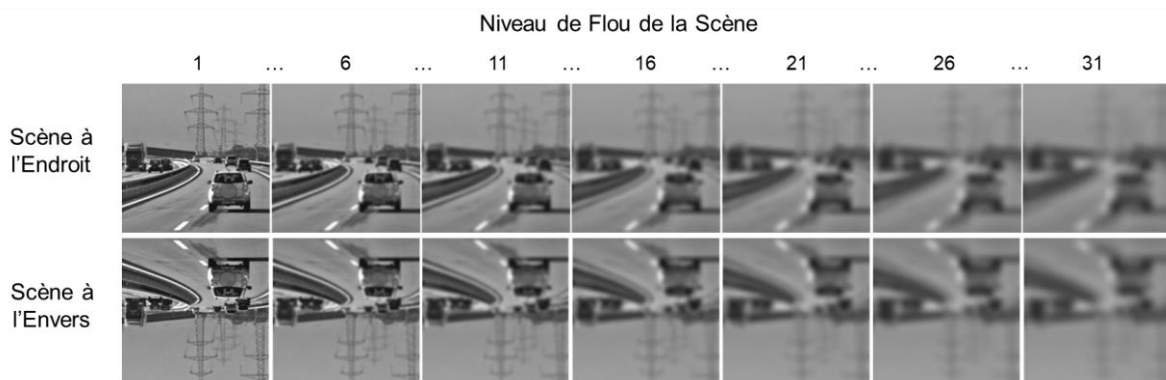 Niveau de Flou de la Scène
1 ... 6 ... 11 ... 16 ... 21 ... 26 ... 31
Scène à
l'Endroit
Scène à
l'Envers